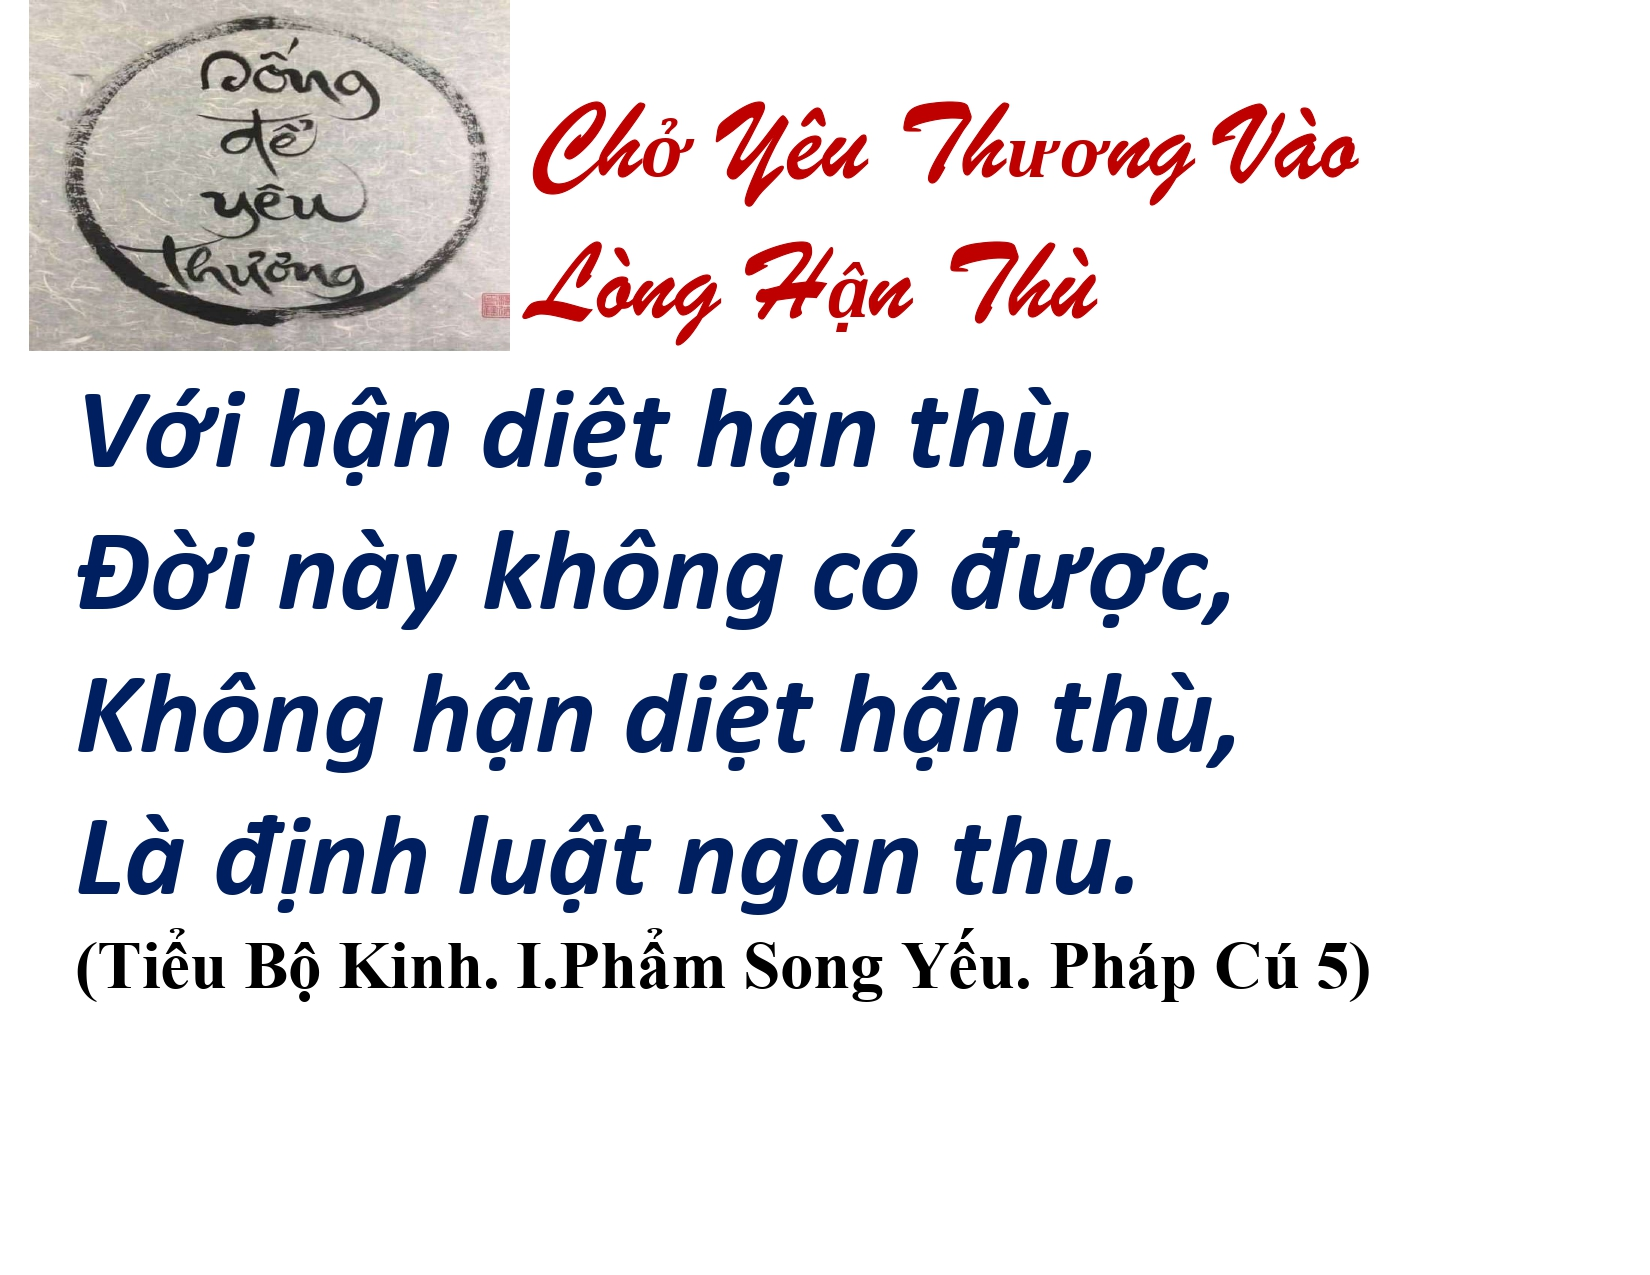 Sống
để
yêu
thương
Chở Yêu Thương Vào
Lòng Hận Thù
Với hận diệt hận thù,
Đời này không có được,
Không hận diệt hận thù,
Là định luật ngàn thu.
(Tiểu Bộ Kinh. I.Phẩm Song Yếu. Pháp Cú 5)